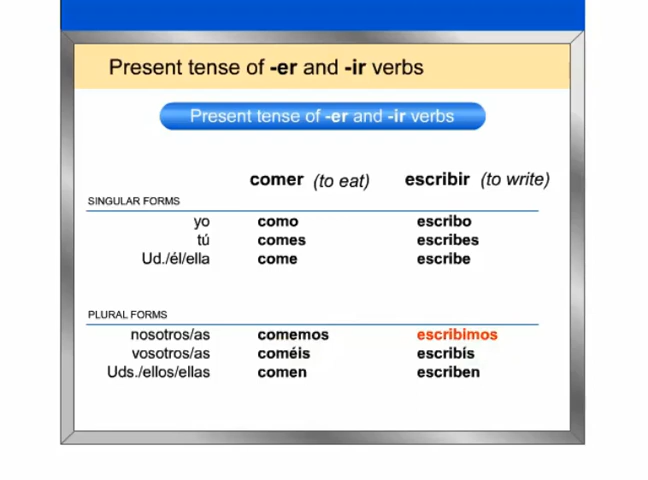 Present tense of -er and -ir verbs
Present tense of -er and -ir verbs
comer (to eat) escribir (to write)
SINGULAR FORMS
yo como escribo
tú comes escribes
Ud./él/ella come escribe
PLURAL FORMS
nosotros/as comemos escribimos
vosotros/as coméis escribís
Uds./ellos/ellas comen escriben